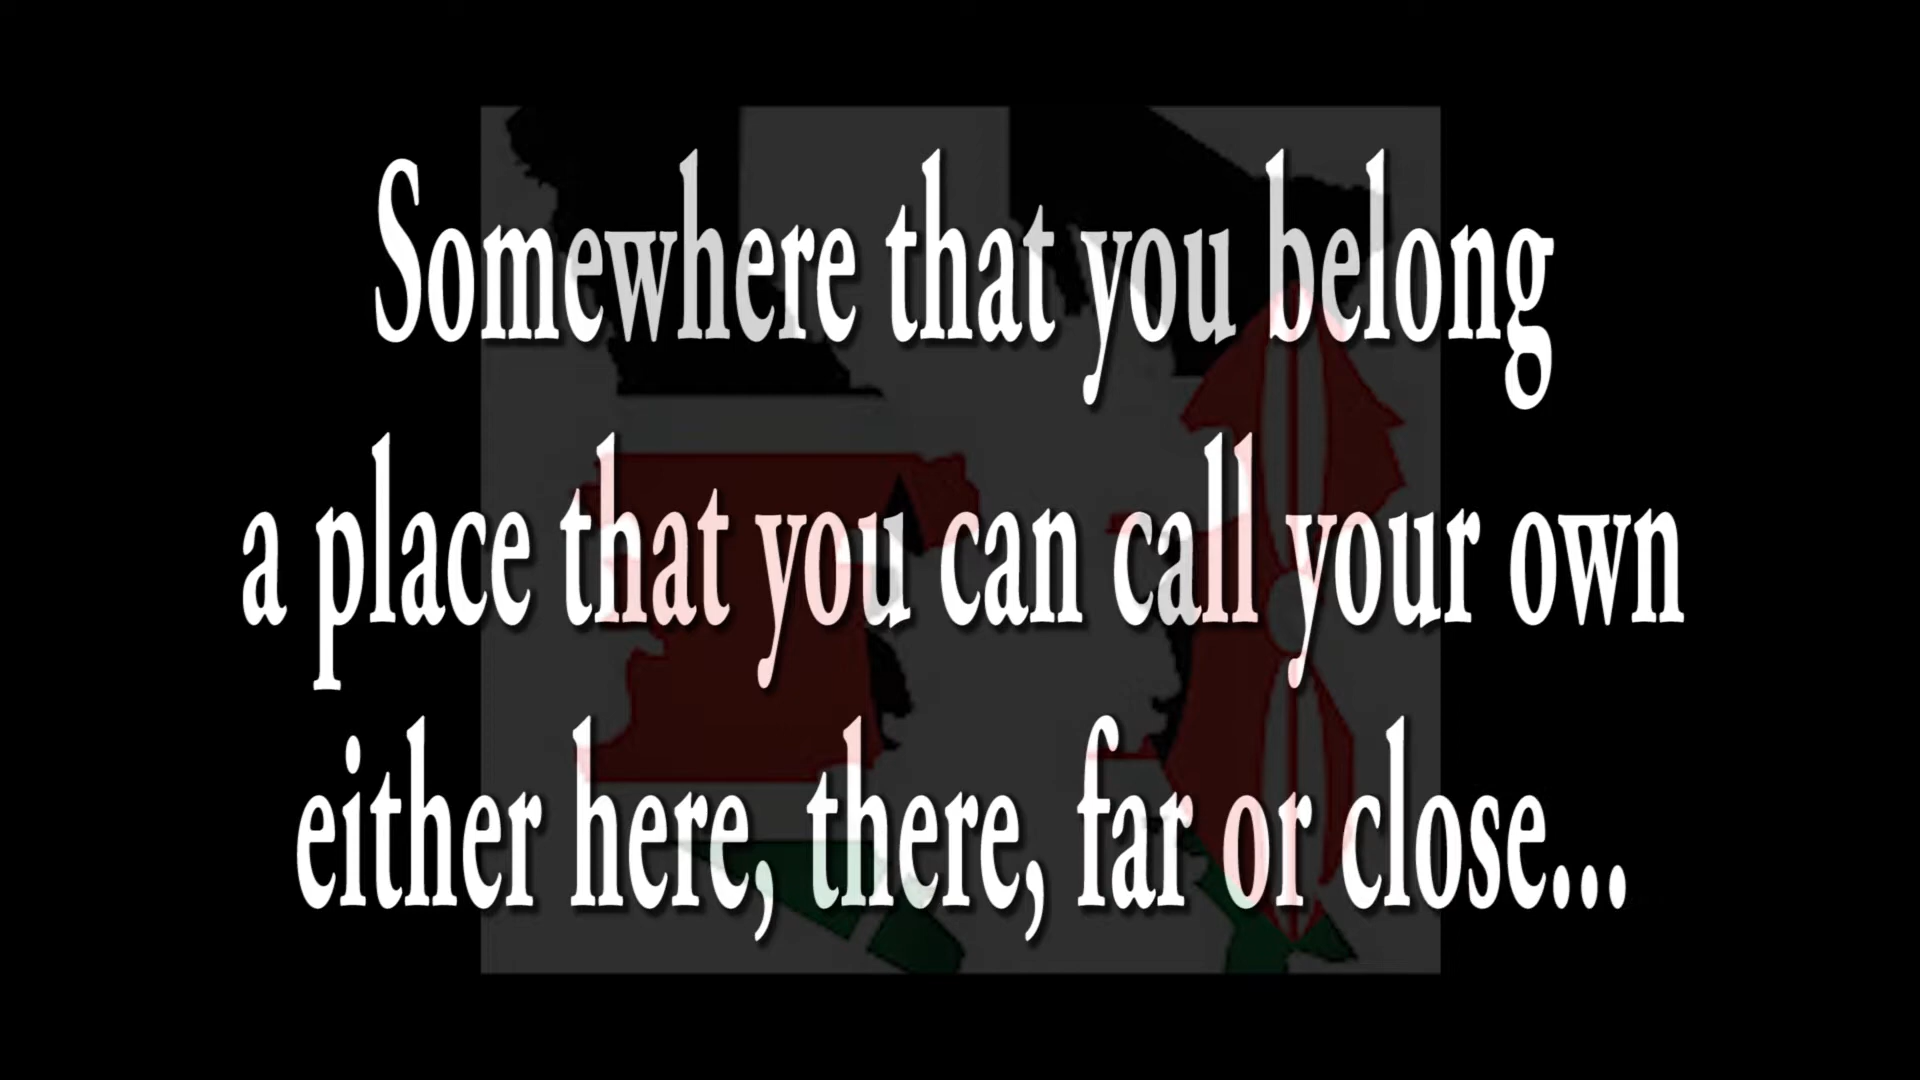 Somewhere that you belong
a place that you can call your own
either here, there, far or close...